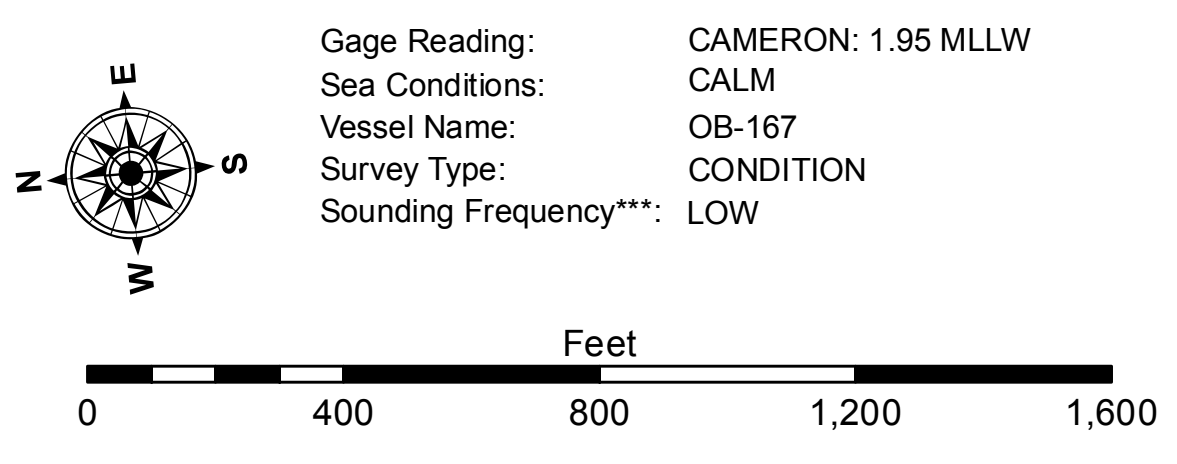 E
N
S
W
Gage Reading: CAMERON: 1.95 MLLW
Sea Conditions: CALM
Vessel Name: OB-167
Survey Type: CONDITION
Sounding Frequency***: LOW
Feet
0 400 800 1,200 1,600